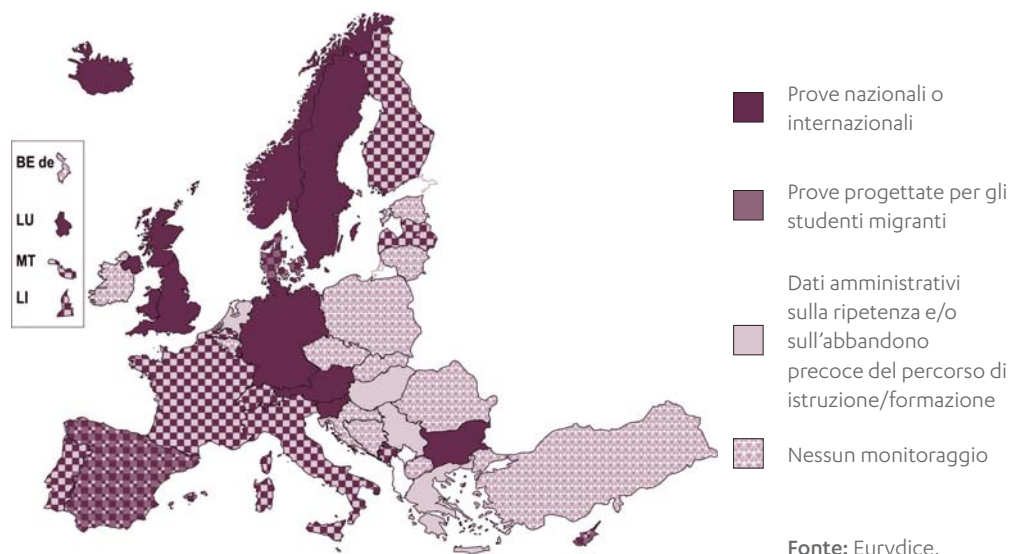 BE de
LU
MT
LI
Prove nazionali o
internazionali
Prove progettate per gli
studenti migranti
Dati amministrativi
sulla ripetenza e/o
sull'abbandono
precoce del percorso di
istruzione/formazione
Nessun monitoraggio
Fonte: Eurydice.